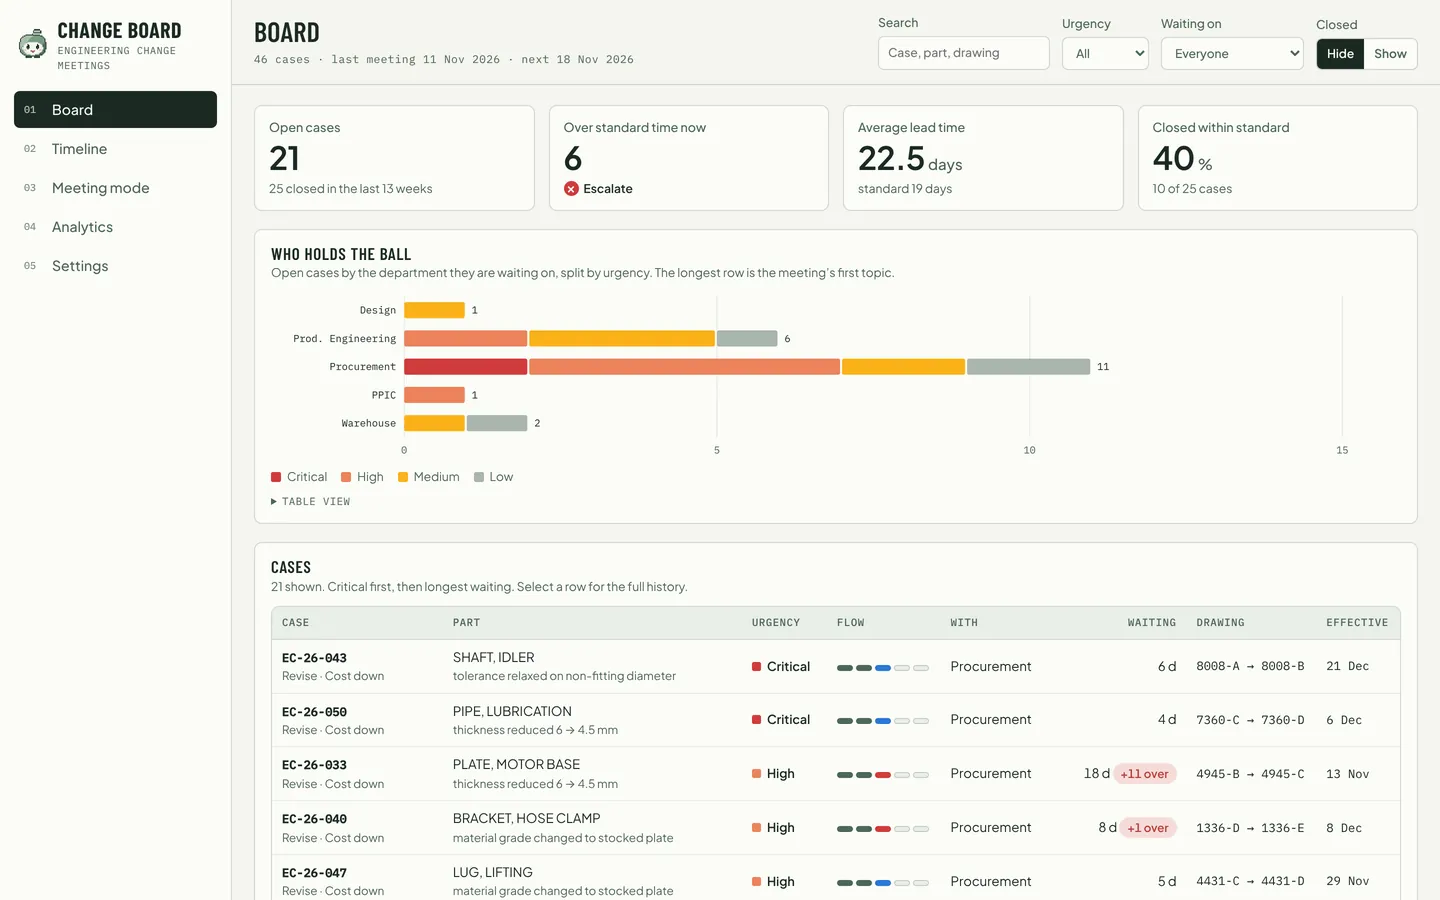 CHANGE BOARD
ENGINEERING CHANGE
MEETINGS
01 Board
02 Timeline
03 Meeting mode
04 Analytics
05 Settings
BOARD
46 cases · last meeting 11 Nov 2026 · next 18 Nov 2026
Search
Case, part, drawing
Urgency
All
Waiting on
Everyone
Closed
Hide Show
Open cases
21
25 closed in the last 13 weeks
Over standard time now
6
Escalate
Average lead time
22.5 days
standard 19 days
Closed within standard
40 %
10 of 25 cases
WHO HOLDS THE BALL
Open cases by the department they are waiting on, split by urgency. The longest row is the meeting's first topic.
Design 1
Prod. Engineering 6
Procurement 11
PPIC 1
Warehouse 2
0 5 10 15
Critical High Medium Low
TABLE VIEW
CASES
21 shown. Critical first, then longest waiting. Select a row for the full history.
CASE PART URGENCY FLOW WITH WAITING DRAWING EFFECTIVE
EC-26-043 SHAFT, IDLER Critical Procurement 6 d 8008-A → 8008-B 21 Dec
Revise · Cost down tolerance relaxed on non-fitting diameter
EC-26-050 PIPE, LUBRICATION Critical Procurement 4 d 7360-C → 7360-D 6 Dec
Revise · Cost down thickness reduced 6 → 4.5 mm
EC-26-033 PLATE, MOTOR BASE High Procurement 18 d +11 over 4945-B → 4945-C 13 Nov
Revise · Cost down thickness reduced 6 → 4.5 mm
EC-26-040 BRACKET, HOSE CLAMP High Procurement 8 d +1 over 1336-D → 1336-E 8 Dec
Revise · Cost down material grade changed to stocked plate
EC-26-047 LUG, LIFTING High Procurement 5 d 4431-C → 4431-D 29 Nov
Revise · Cost down material grade changed to stocked plate